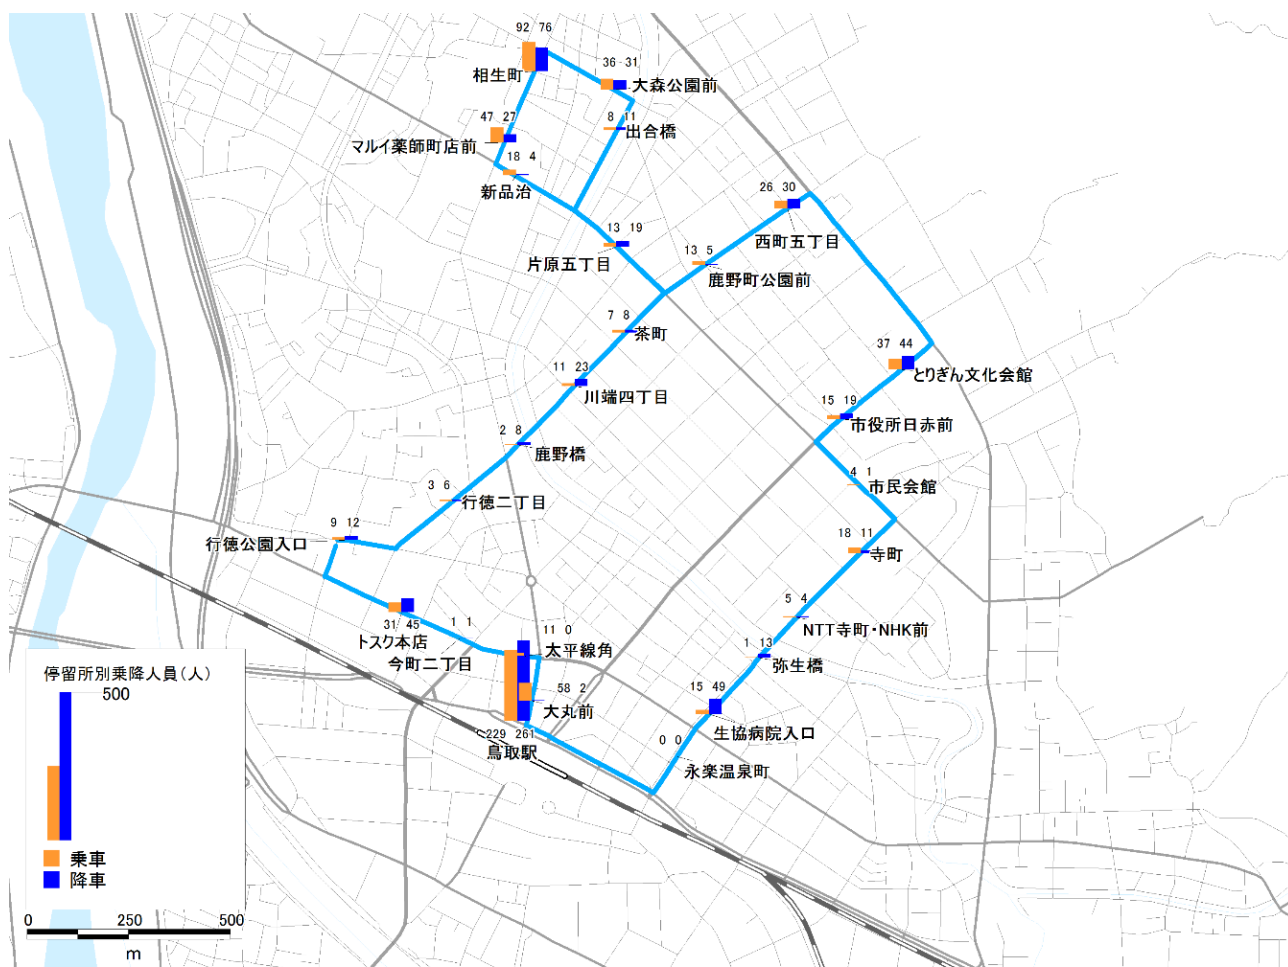 92 76
相生町
36 31
大森公園前
8 11
出合橋
47 27
マルイ薬師町店前
18 4
新品治
26 30
西町五丁目
13 19
片原五丁目
13 5
鹿野町公園前
7 8
茶町
37 44
とりぎん文化会館
11 23
川端四丁目
15 19
市役所日赤前
2 8
鹿野橋
4 1
市民会館
3 6
行徳二丁目
9 12
行徳公園入口
18 11
寺町
31 45
トスク本店
1 1
今町二丁目
11 0
太平線角
5 4
NTT寺町・NHK前
1 13
弥生橋
58 2
大丸前
15 49
生協病院入口
229 261
鳥取駅
0 0
永楽温泉町
停留所別乗降人員(人)
500
乗車
降車
0 250 500
m